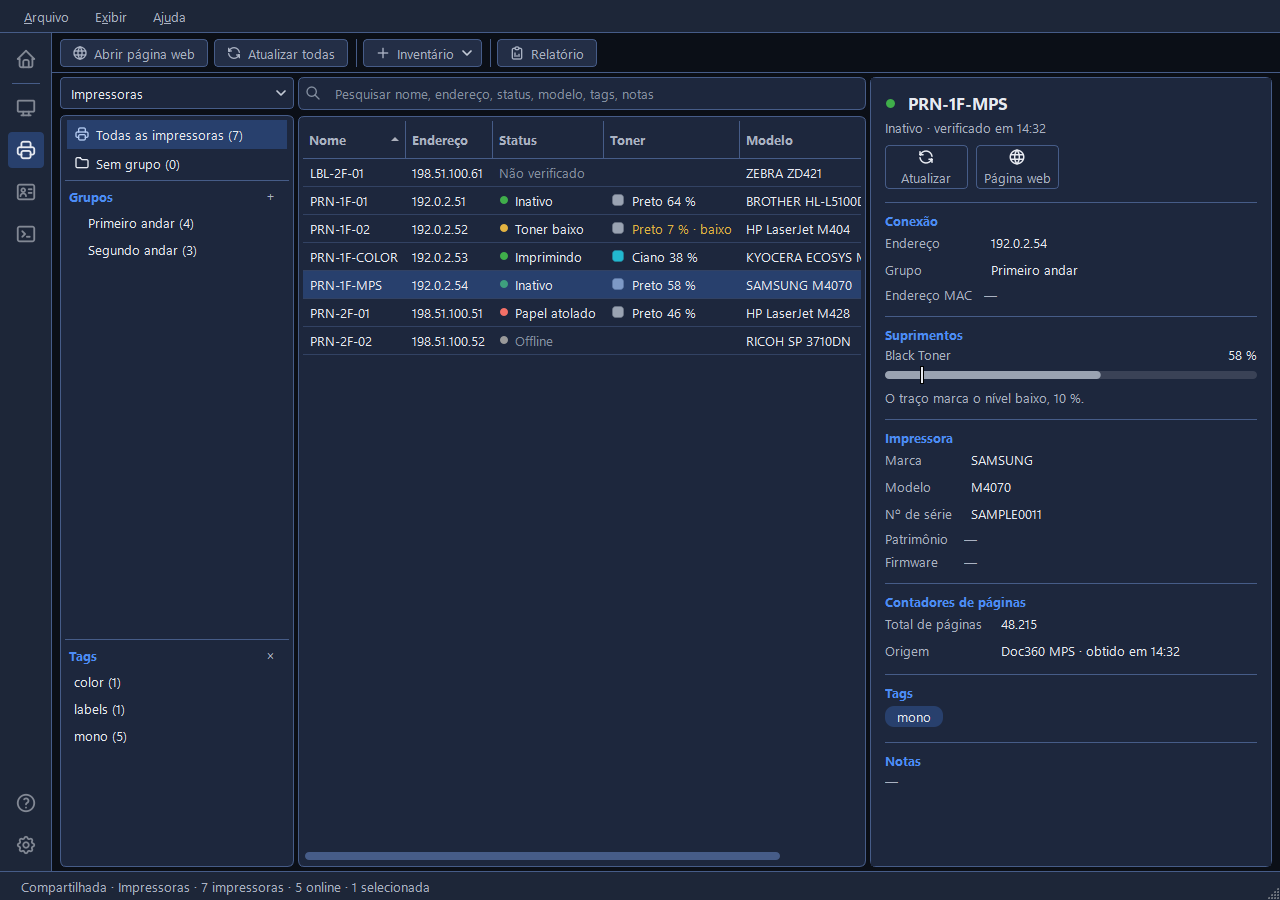 Arquivo Exibir Ajuda
Abrir página web Atualizar todas Inventário Relatório
Impressoras
Todas as impressoras (7)
Sem grupo (0)
Grupos +
Primeiro andar (4)
Segundo andar (3)
Tags ×
color (1)
labels (1)
mono (5)
Pesquisar nome, endereço, status, modelo, tags, notas
Nome Endereço Status Toner Modelo
LBL-2F-01 198.51.100.61 Não verificado ZEBRA ZD421
PRN-1F-01 192.0.2.51 Inativo Preto 64 % BROTHER HL-L5100D
PRN-1F-02 192.0.2.52 Toner baixo Preto 7 % · baixo HP LaserJet M404
PRN-1F-COLOR 192.0.2.53 Imprimindo Ciano 38 % KYOCERA ECOSYS M
PRN-1F-MPS 192.0.2.54 Inativo Preto 58 % SAMSUNG M4070
PRN-2F-01 198.51.100.51 Papel atolado Preto 46 % HP LaserJet M428
PRN-2F-02 198.51.100.52 Offline RICOH SP 3710DN
PRN-1F-MPS
Inativo · verificado em 14:32
Atualizar Página web
Conexão
Endereço 192.0.2.54
Grupo Primeiro andar
Endereço MAC —
Suprimentos
Black Toner 58 %
O traço marca o nível baixo, 10 %.
Impressora
Marca SAMSUNG
Modelo M4070
Nº de série SAMPLE0011
Patrimônio —
Firmware —
Contadores de páginas
Total de páginas 48.215
Origem Doc360 MPS · obtido em 14:32
Tags
mono
Notas
—
Compartilhada · Impressoras · 7 impressoras · 5 online · 1 selecionada